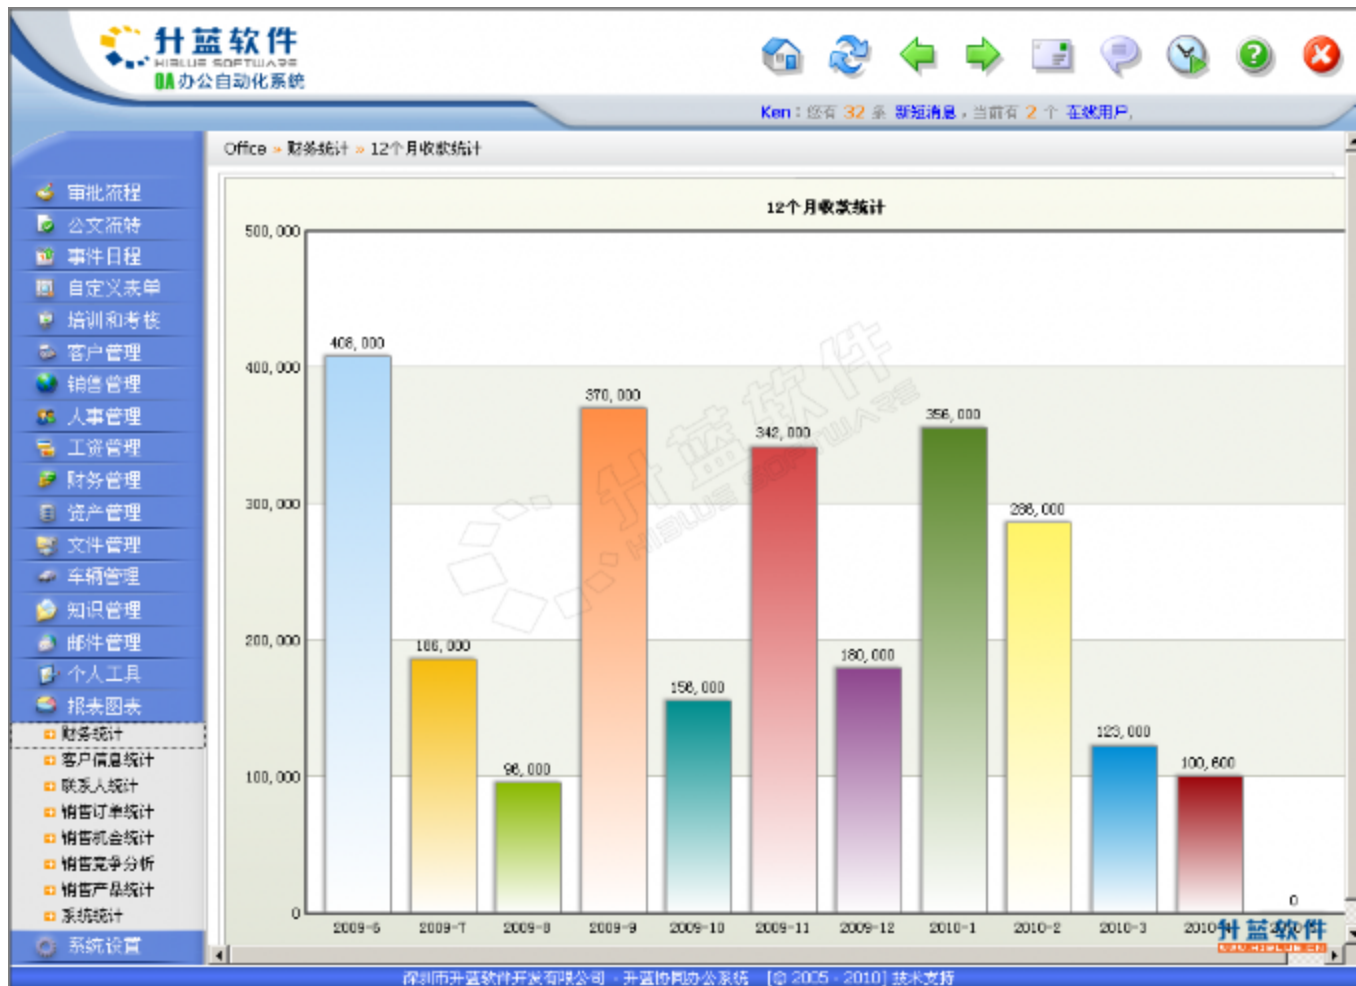 升蓝软件
HIBLUE SOFTWARE
OA办公自动化系统
Ken：您有 32 条 新短消息，当前有 2 个 在线用户.
Office » 财务统计 » 12个月收款统计
审批流程
公文流转
事件日程
自定义表单
培训和考核
客户管理
销售管理
人事管理
工资管理
财务管理
资产管理
文件管理
车辆管理
知识管理
邮件管理
个人工具
报表图表
财务统计
客户信息统计
联系人统计
销售订单统计
销售机会统计
销售竞争分析
销售产品统计
系统统计
系统设置
12个月收款统计
500,000
400,000
300,000
200,000
100,000
0
408,000
186,000
96,000
370,000
156,000
342,000
180,000
356,000
286,000
123,000
100,600
0
2009-6
2009-7
2009-8
2009-9
2009-10
2009-11
2009-12
2010-1
2010-2
2010-3
升蓝软件
HIBLUE SOFTWARE
升蓝软件
WWW.HIBLUE.CN
深圳市升蓝软件开发有限公司 - 升蓝协同办公系统 [© 2005 - 2010] 技术支持